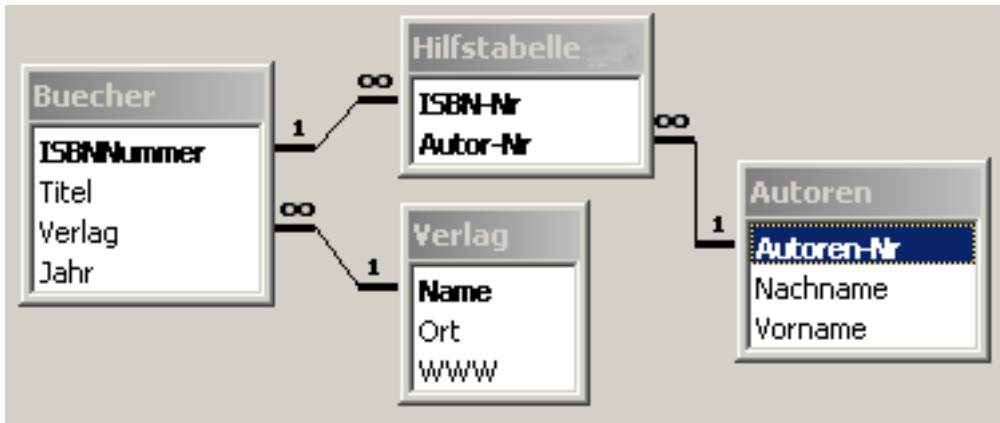 Buecher
ISBNNummer
Titel
Verlag
Jahr
1
∞
∞
1
Hilfstabelle
ISBN-Nr
Autor-Nr
Verlag
Name
Ort
WWW
∞
1
Autoren
Autoren-Nr
Nachname
Vorname